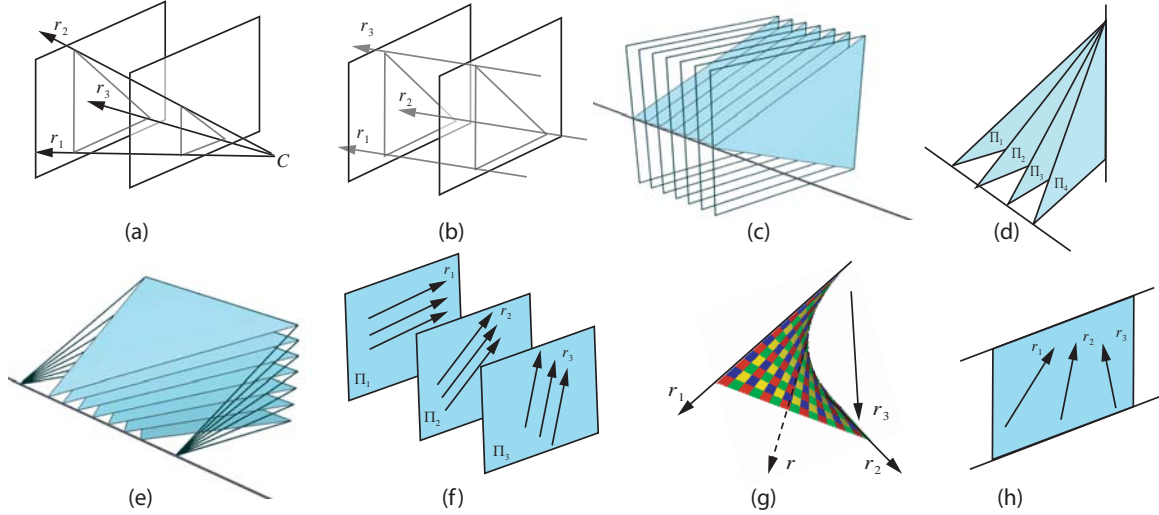 r₂
r₃
r₁
C
(a)
r₃
r₂
r₁
(b)
(c)
Π₁
Π₂
Π₃
Π₄
(d)
(e)
r₁
Π₁
r₂
Π₂
r₃
Π₃
(f)
r₁
r₃
r
r₂
(g)
r₁ r₂ r₃
(h)